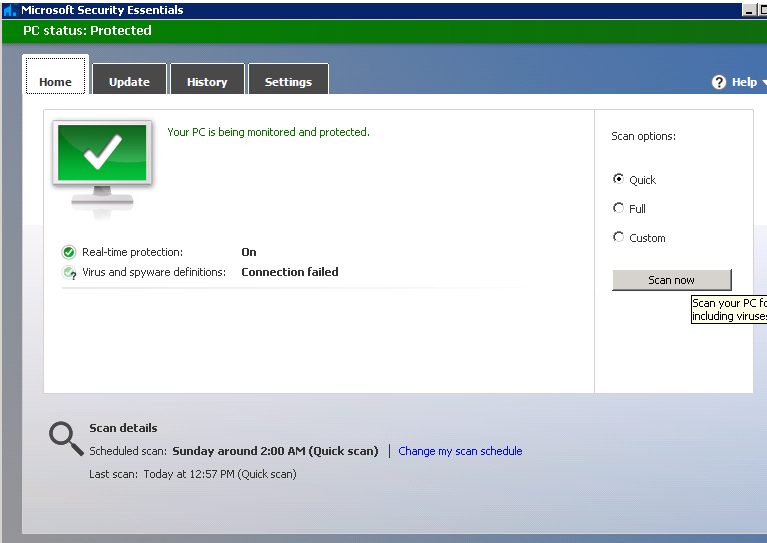 Microsoft Security Essentials
PC status: Protected
Home Update History Settings ? Help
Your PC is being monitored and protected.
Scan options:
Quick
Full
Custom
Real-time protection: On
Virus and spyware definitions: Connection failed
Scan now
Scan your PC fo
including viruses
Scan details
Scheduled scan: Sunday around 2:00 AM (Quick scan) | Change my scan schedule
Last scan: Today at 12:57 PM (Quick scan)